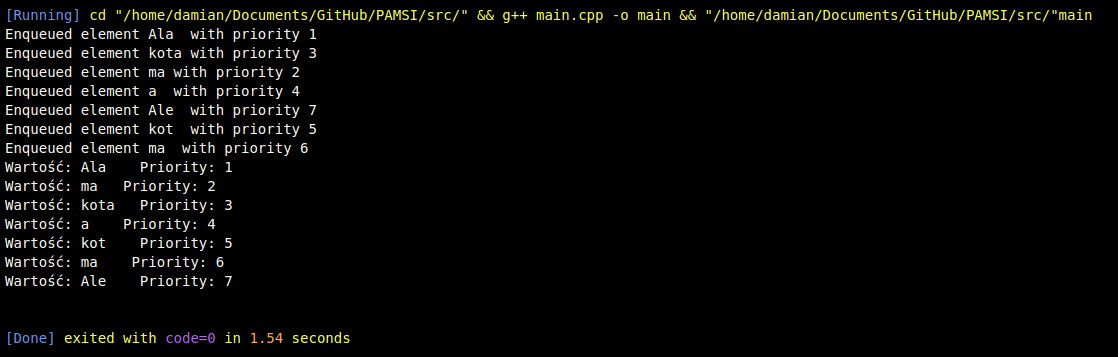 [Running] cd "/home/damian/Documents/GitHub/PAMSI/src/" && g++ main.cpp -o main && "/home/damian/Documents/GitHub/PAMSI/src/"main
Enqueued element Ala  with priority 1
Enqueued element kota with priority 3
Enqueued element ma with priority 2
Enqueued element a  with priority 4
Enqueued element Ale  with priority 7
Enqueued element kot  with priority 5
Enqueued element ma  with priority 6
Wartość: Ala    Priority: 1
Wartość: ma   Priority: 2
Wartość: kota   Priority: 3
Wartość: a    Priority: 4
Wartość: kot    Priority: 5
Wartość: ma    Priority: 6
Wartość: Ale    Priority: 7
[Done] exited with code=0 in 1.54 seconds